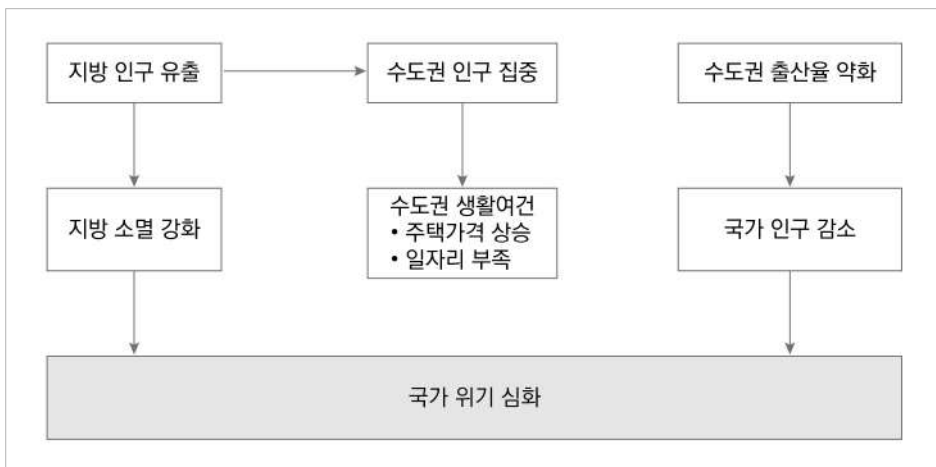 지방 인구 유출
수도권 인구 집중
수도권 출산율 약화
지방 소멸 강화
수도권 생활여건
• 주택가격 상승
• 일자리 부족
국가 인구 감소
국가 위기 심화